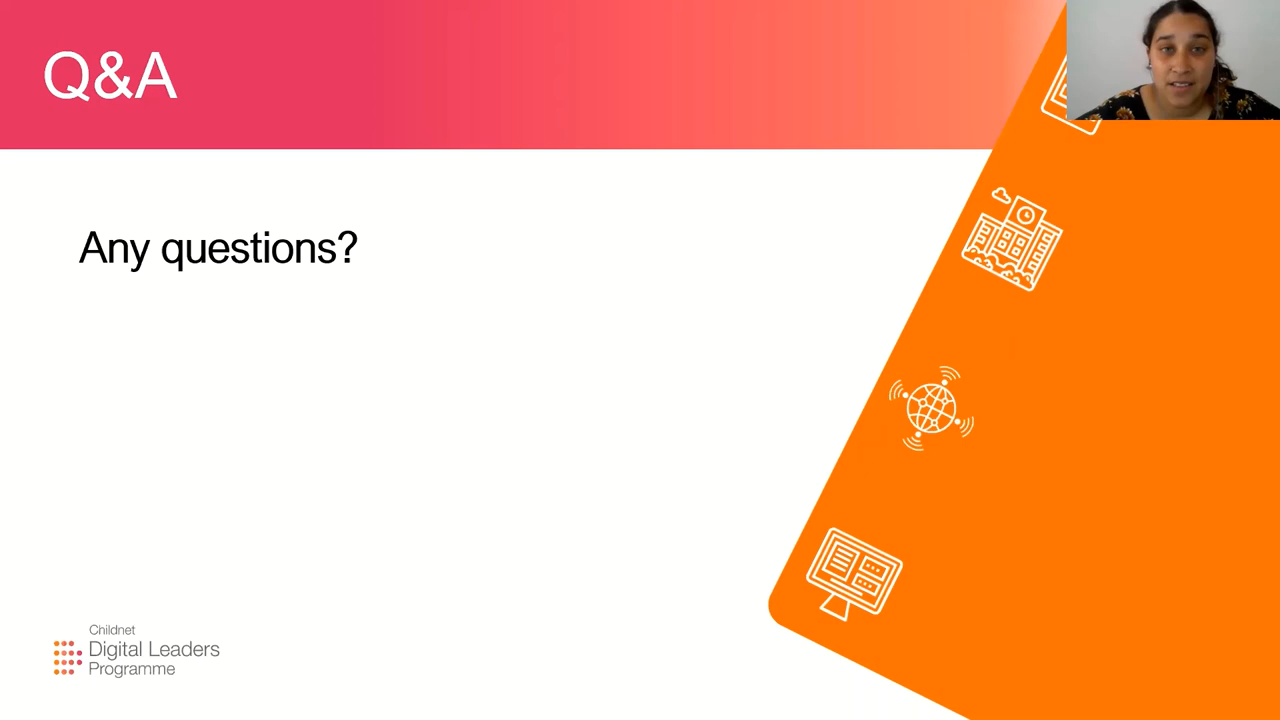 Q&A
Any questions?
Childnet
Digital Leaders
Programme